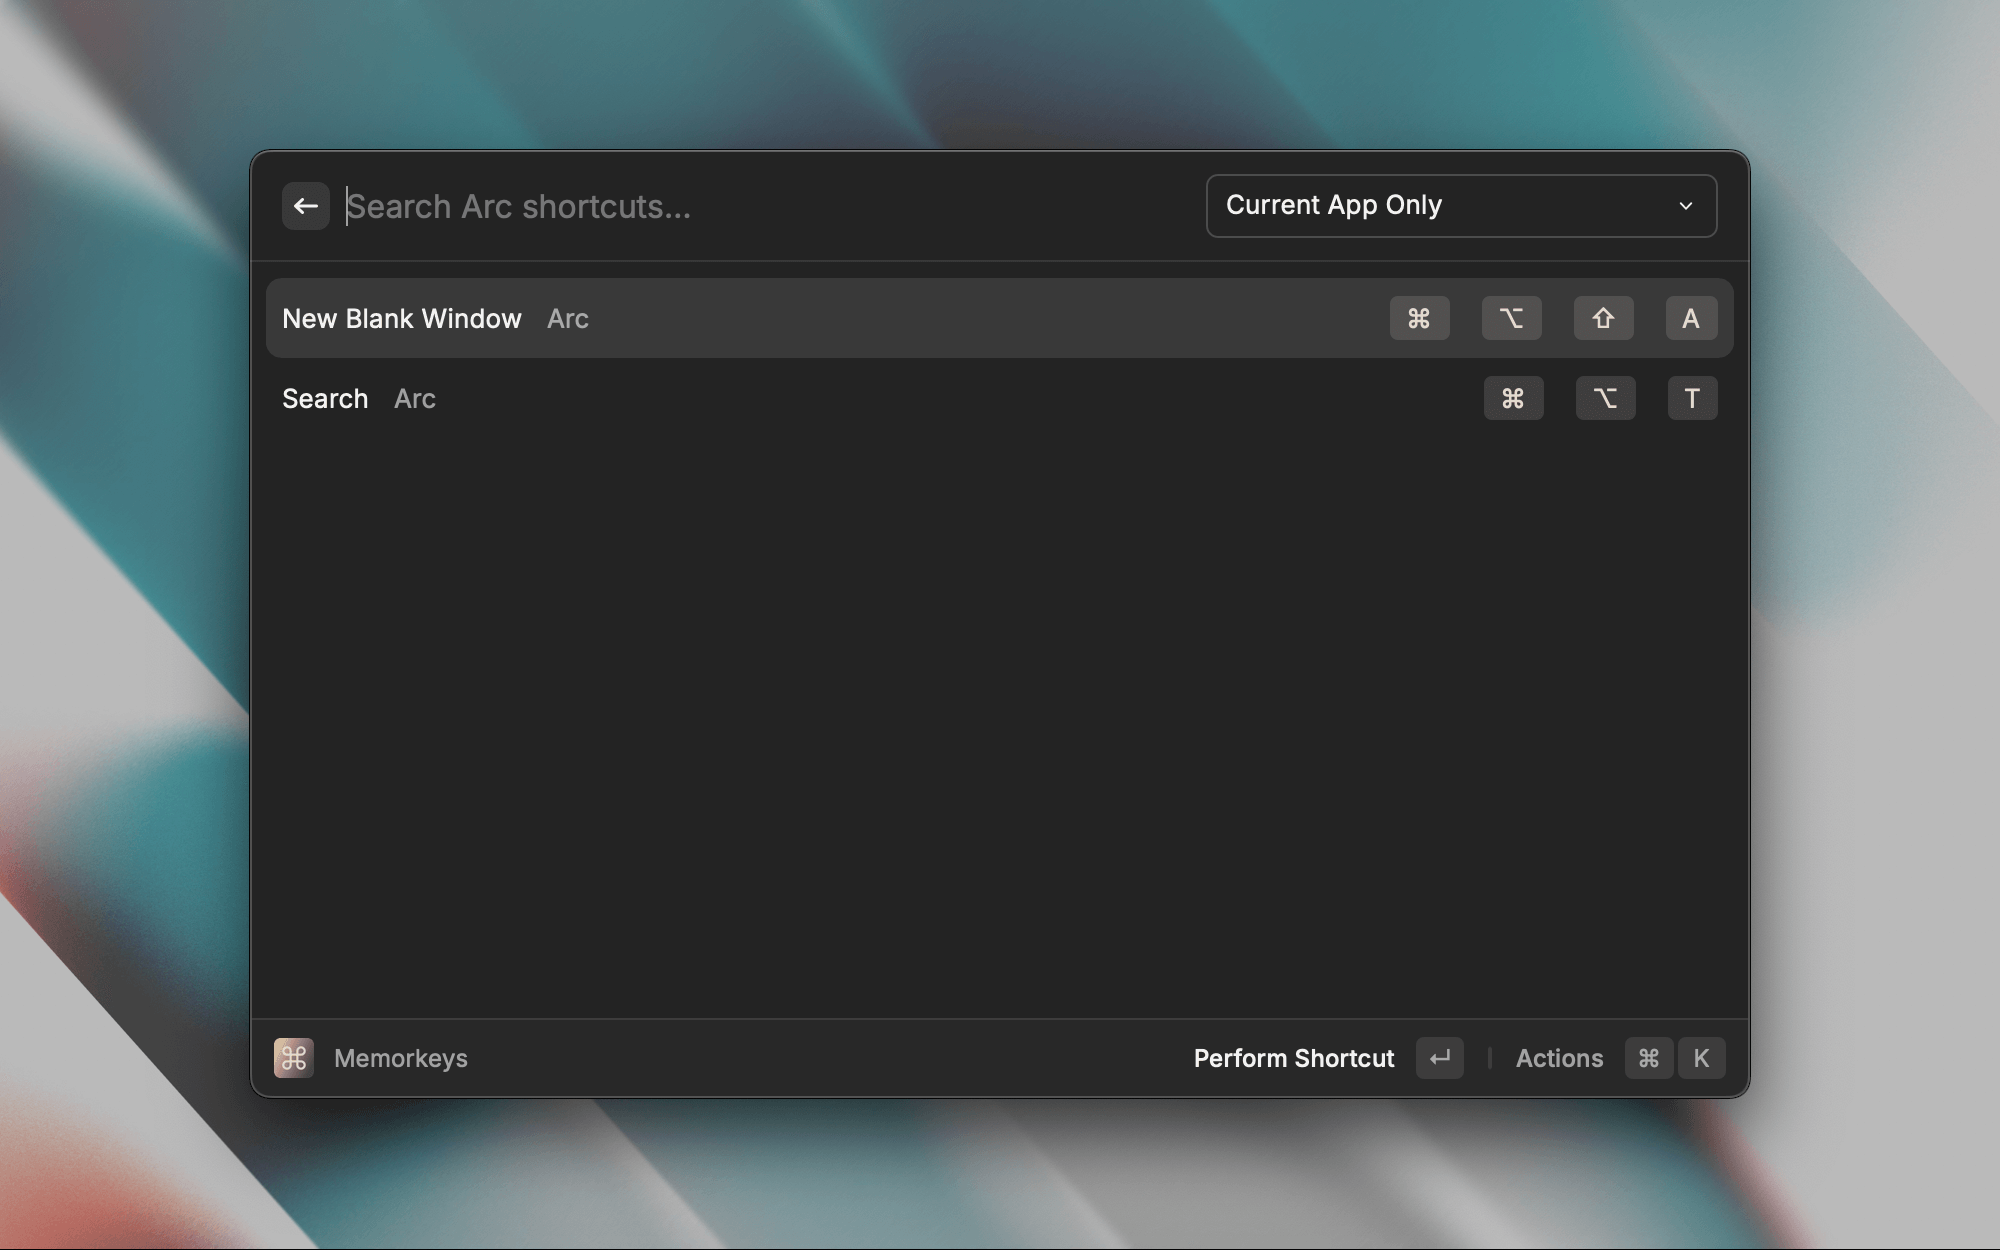 Search Arc shortcuts...
Current App Only
New Blank Window Arc ⌘ ⌥ ⇧ A
Search Arc ⌘ ⌥ T
Memorkeys
Perform Shortcut ↵ | Actions ⌘ K